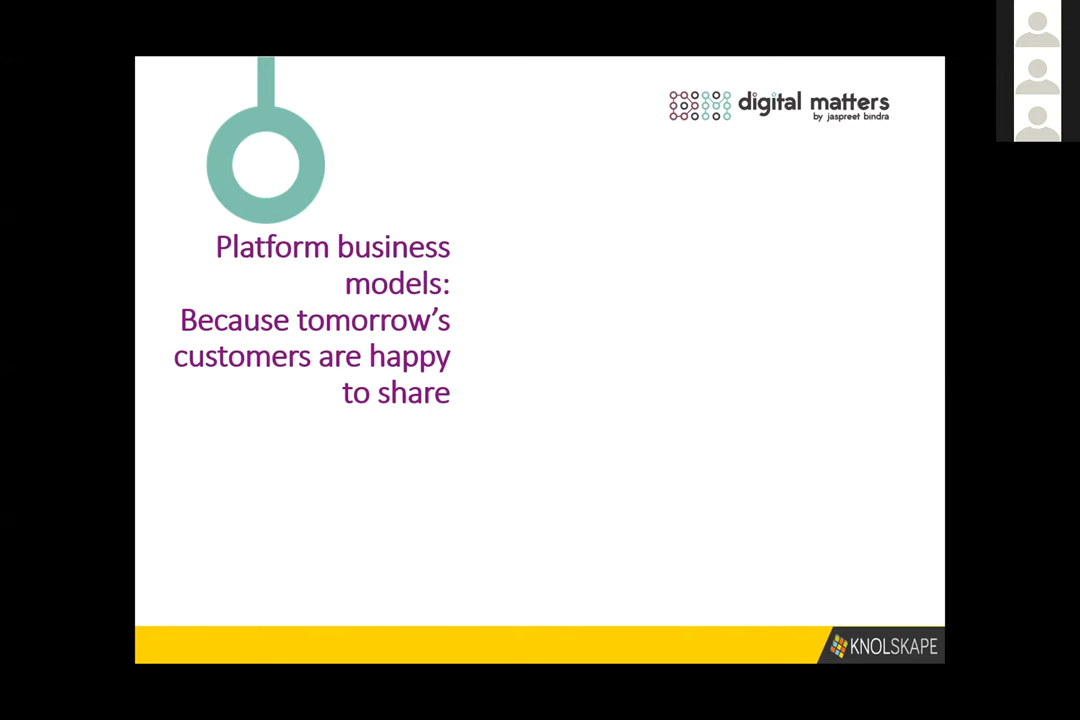 digital matters
by jaspreet bindra
Platform business
models:
Because tomorrow’s
customers are happy
to share
KNOLSKAPE